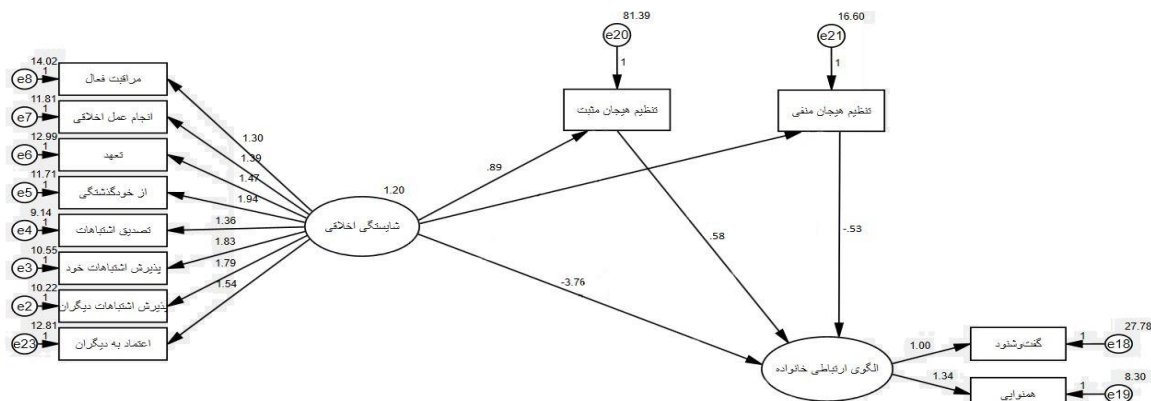 81.39
16.60
e20
e21
1
1
تنظیم هیجان مثبت
تنظیم هیجان منفی
14.02
e8
1
مراقبت فعال
11.81
e7
1
انجام عمل اخلاقی
12.99
e6
1
تعهد
11.71
e5
1
از خودگذشتگی
9.14
e4
1
تصدیق اشتباهات
10.55
e3
1
پذیرش اشتباهات خود
10.22
e2
1
پذیرش اشتباهات دیگران
12.81
e23
1
اعتماد به دیگران
1.30
1.39
1.47
1.94
1.36
1.83
1.79
1.54
1.20
شایستگی اخلاقی
.89
.58
-.53
-3.76
الگوی ارتباطی خانواده
1.00
1.34
گفت‌وشنود
1
27.78
e18
همنوایی
1
8.30
e19